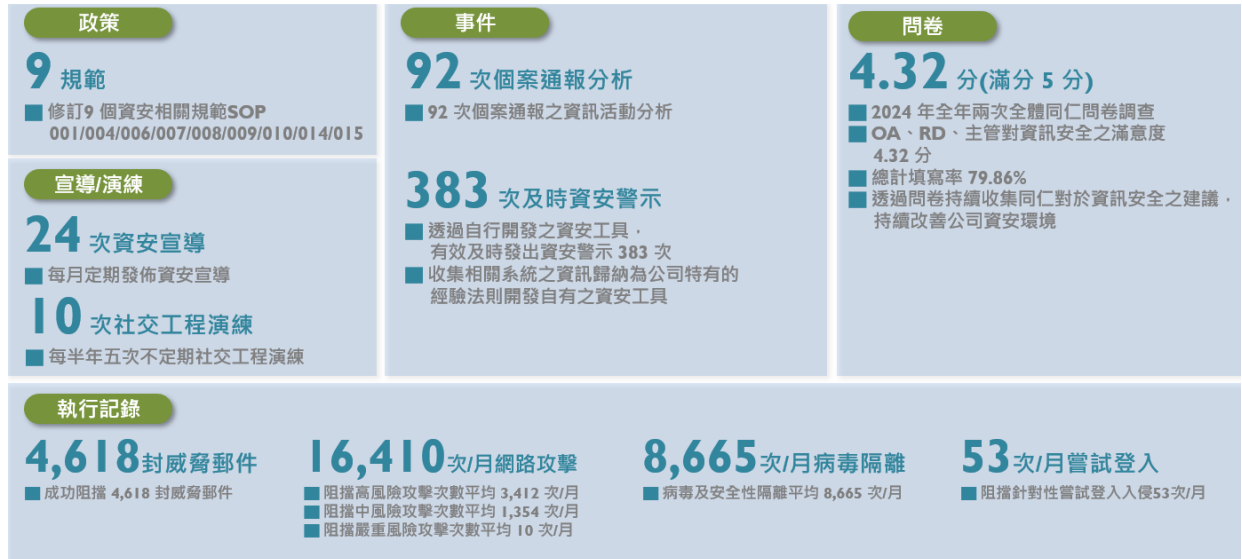 政策
9 規範
修訂9 個資安相關規範SOP
001/004/006/007/008/009/010/014/015
宣導/演練
24 次資安宣導
每月定期發佈資安宣導
10 次社交工程演練
每半年五次不定期社交工程演練
事件
92 次個案通報分析
92 次個案通報之資訊活動分析
383 次及時資安警示
透過自行開發之資安工具，
有效及時發出資安警示 383 次
收集相關系統之資訊歸納為公司特有的
經驗法則開發自有之資安工具
問卷
4.32 分(滿分 5 分)
2024 年全年兩次全體同仁問卷調查
OA、RD、主管對資訊安全之滿意度
4.32 分
總計填寫率 79.86%
透過問卷持續收集同仁對於資訊安全之建議，
持續改善公司資安環境
執行記錄
4,618封威脅郵件
成功阻擋 4,618 封威脅郵件
16,410次/月網路攻擊
阻擋高風險攻擊次數平均 3,412 次/月
阻擋中風險攻擊次數平均 1,354 次/月
阻擋嚴重風險攻擊次數平均 10 次/月
8,665次/月病毒隔離
病毒及安全性隔離平均 8,665 次/月
53次/月嘗試登入
阻擋針對性嘗試登入入侵53次/月